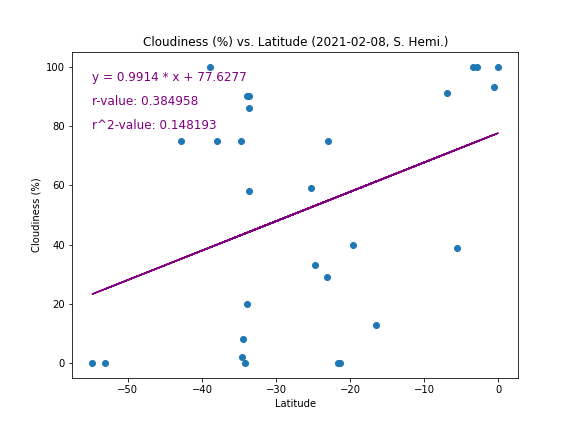 Cloudiness (%) vs. Latitude (2021-02-08, S. Hemi.)
y = 0.9914 * x + 77.6277
r-value: 0.384958
r^2-value: 0.148193
Cloudiness (%)
100
80
60
40
20
0
−50 −40 −30 −20 −10 0
Latitude